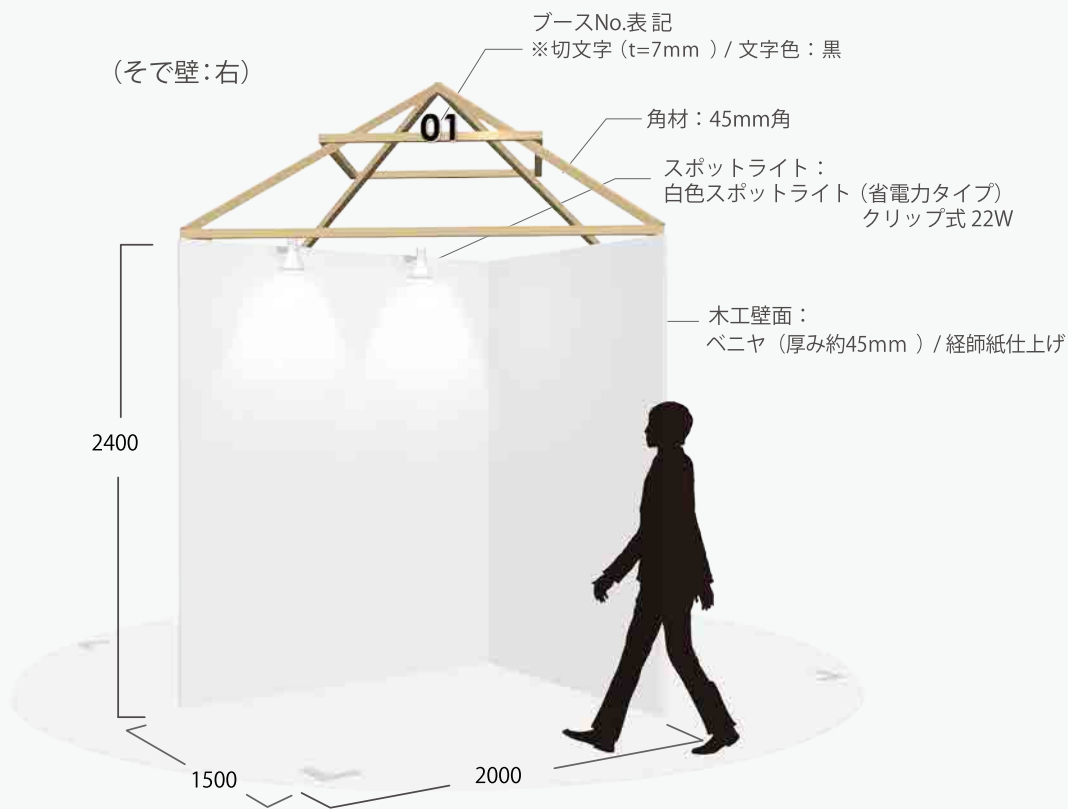 ブースNo.表記
※切文字（t=7mm ）/ 文字色：黒
（そで壁：右）
01
角材：45mm角
スポットライト：
白色スポットライト（省電力タイプ）
クリップ式 22W
木工壁面：
ベニヤ（厚み約45mm ）/ 経師紙仕上げ
2400
1500
2000